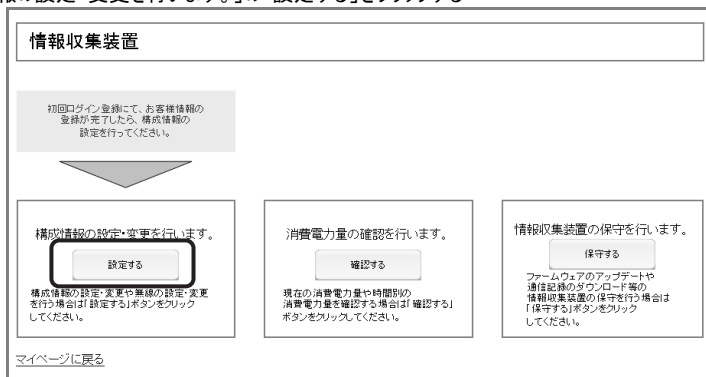 報の設定・変更を行います。」の「設定する」をクリックする
情報収集装置
初回ログイン登録にて、お客様情報の
登録が完了したら、構成情報の
設定を行ってください。
構成情報の設定・変更を行います。
設定する
構成情報の設定・変更や無線の設定・変更
を行う場合は「設定する」ボタンをクリック
してください。
消費電力量の確認を行います。
確認する
現在の消費電力量や時間別の
消費電力量を確認する場合は「確認する」
ボタンをクリックしてください。
情報収集装置の保守を行います。
保守する
ファームウェアのアップデートや
通信記録のダウンロード等の
情報収集装置の保守を行う場合は
「保守する」ボタンをクリック
してください。
マイページに戻る